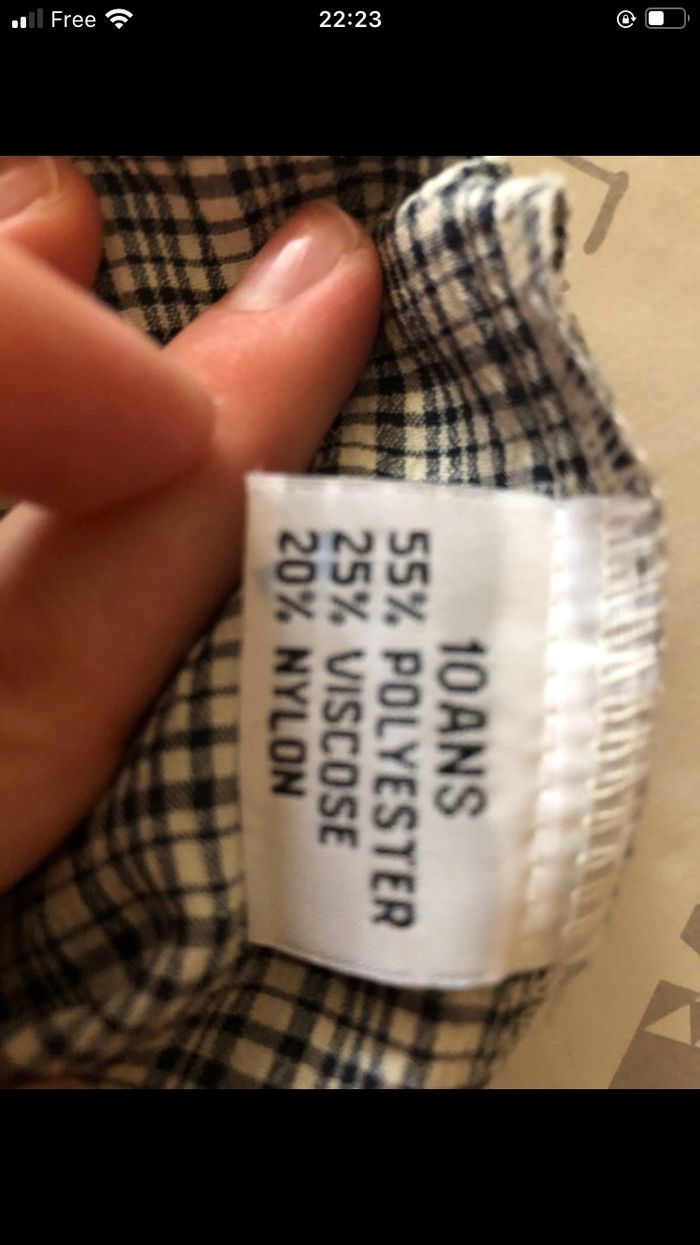 Free
22:23
10ANS
55% POLYESTER
25% VISCOSE
20% NYLON